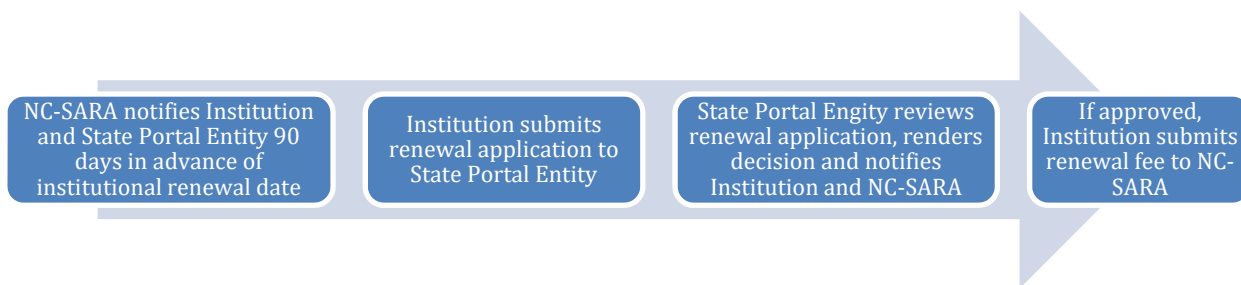 NC-SARA notifies Institution
and State Portal Entity 90
days in advance of
institutional renewal date
Institution submits
renewal application to
State Portal Entity
State Portal Engity reviews
renewal application, renders
decision and notifies
Institution and NC-SARA
If approved,
Institution submits
renewal fee to NC-
SARA